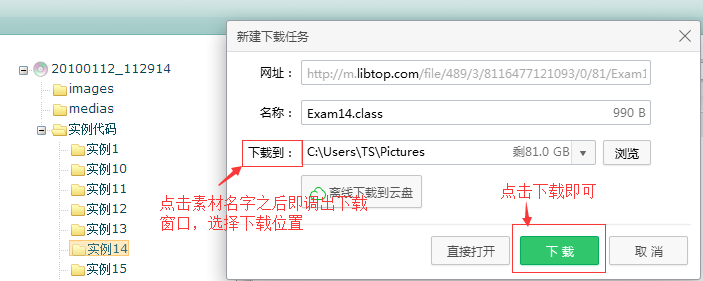 20100112_112914
images
medias
实例代码
实例1
实例10
实例11
实例12
实例13
实例14
实例15
新建下载任务
网址： http://m.libtop.com/file/489/3/8116477121093/0/81/Exam1
名称： Exam14.class 990 B
下载到： C:\Users\TS\Pictures 剩81.0 GB 浏览
离线下载到云盘
点击素材名字之后即调出下载
窗口，选择下载位置
点击下载即可
直接打开 下 载 取 消